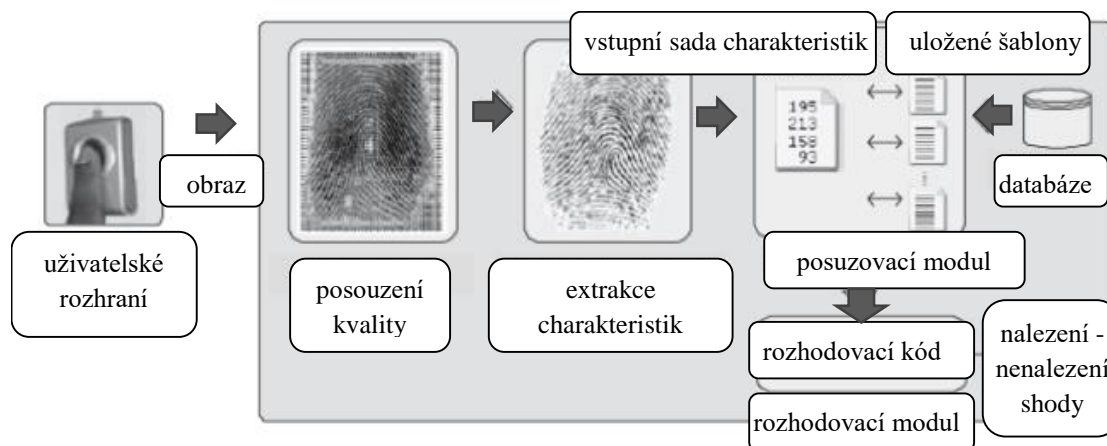 vstupní sada charakteristik
uložené šablony
195
213
158
93
obraz
databáze
uživatelské
rozhraní
posouzení
kvality
extrakce
charakteristik
posuzovací modul
rozhodovací kód
nalezení -
nenalezení
shody
rozhodovací modul